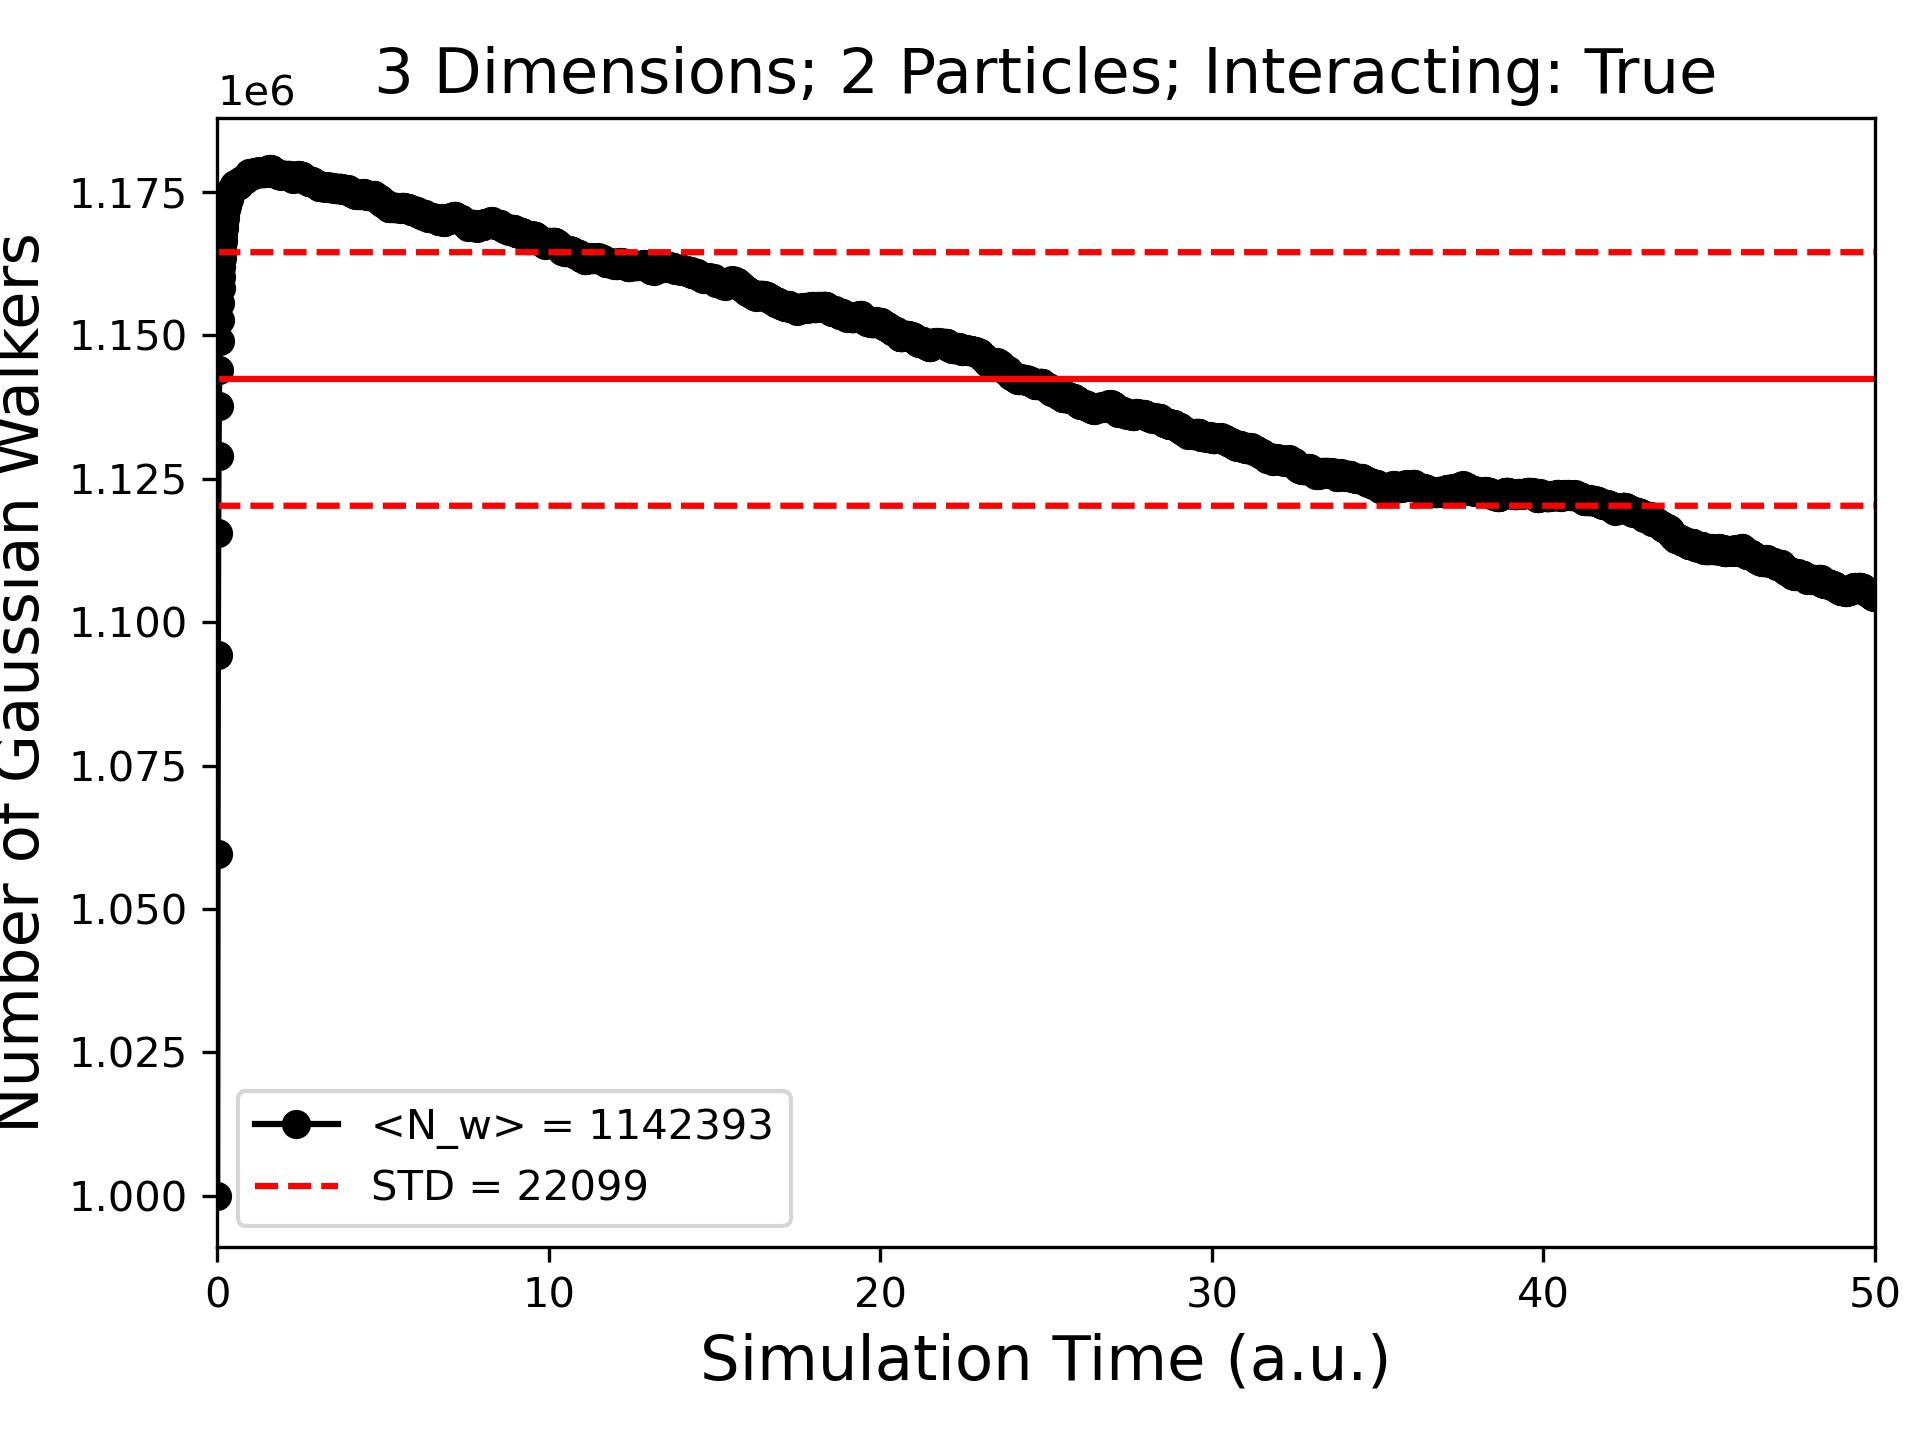 3 Dimensions; 2 Particles; Interacting: True
1e6
1.175
1.150
1.125
1.100
1.075
1.050
1.025
1.000
Number of Gaussian Walkers
<N_w> = 1142393
STD = 22099
0 10 20 30 40 50
Simulation Time (a.u.)